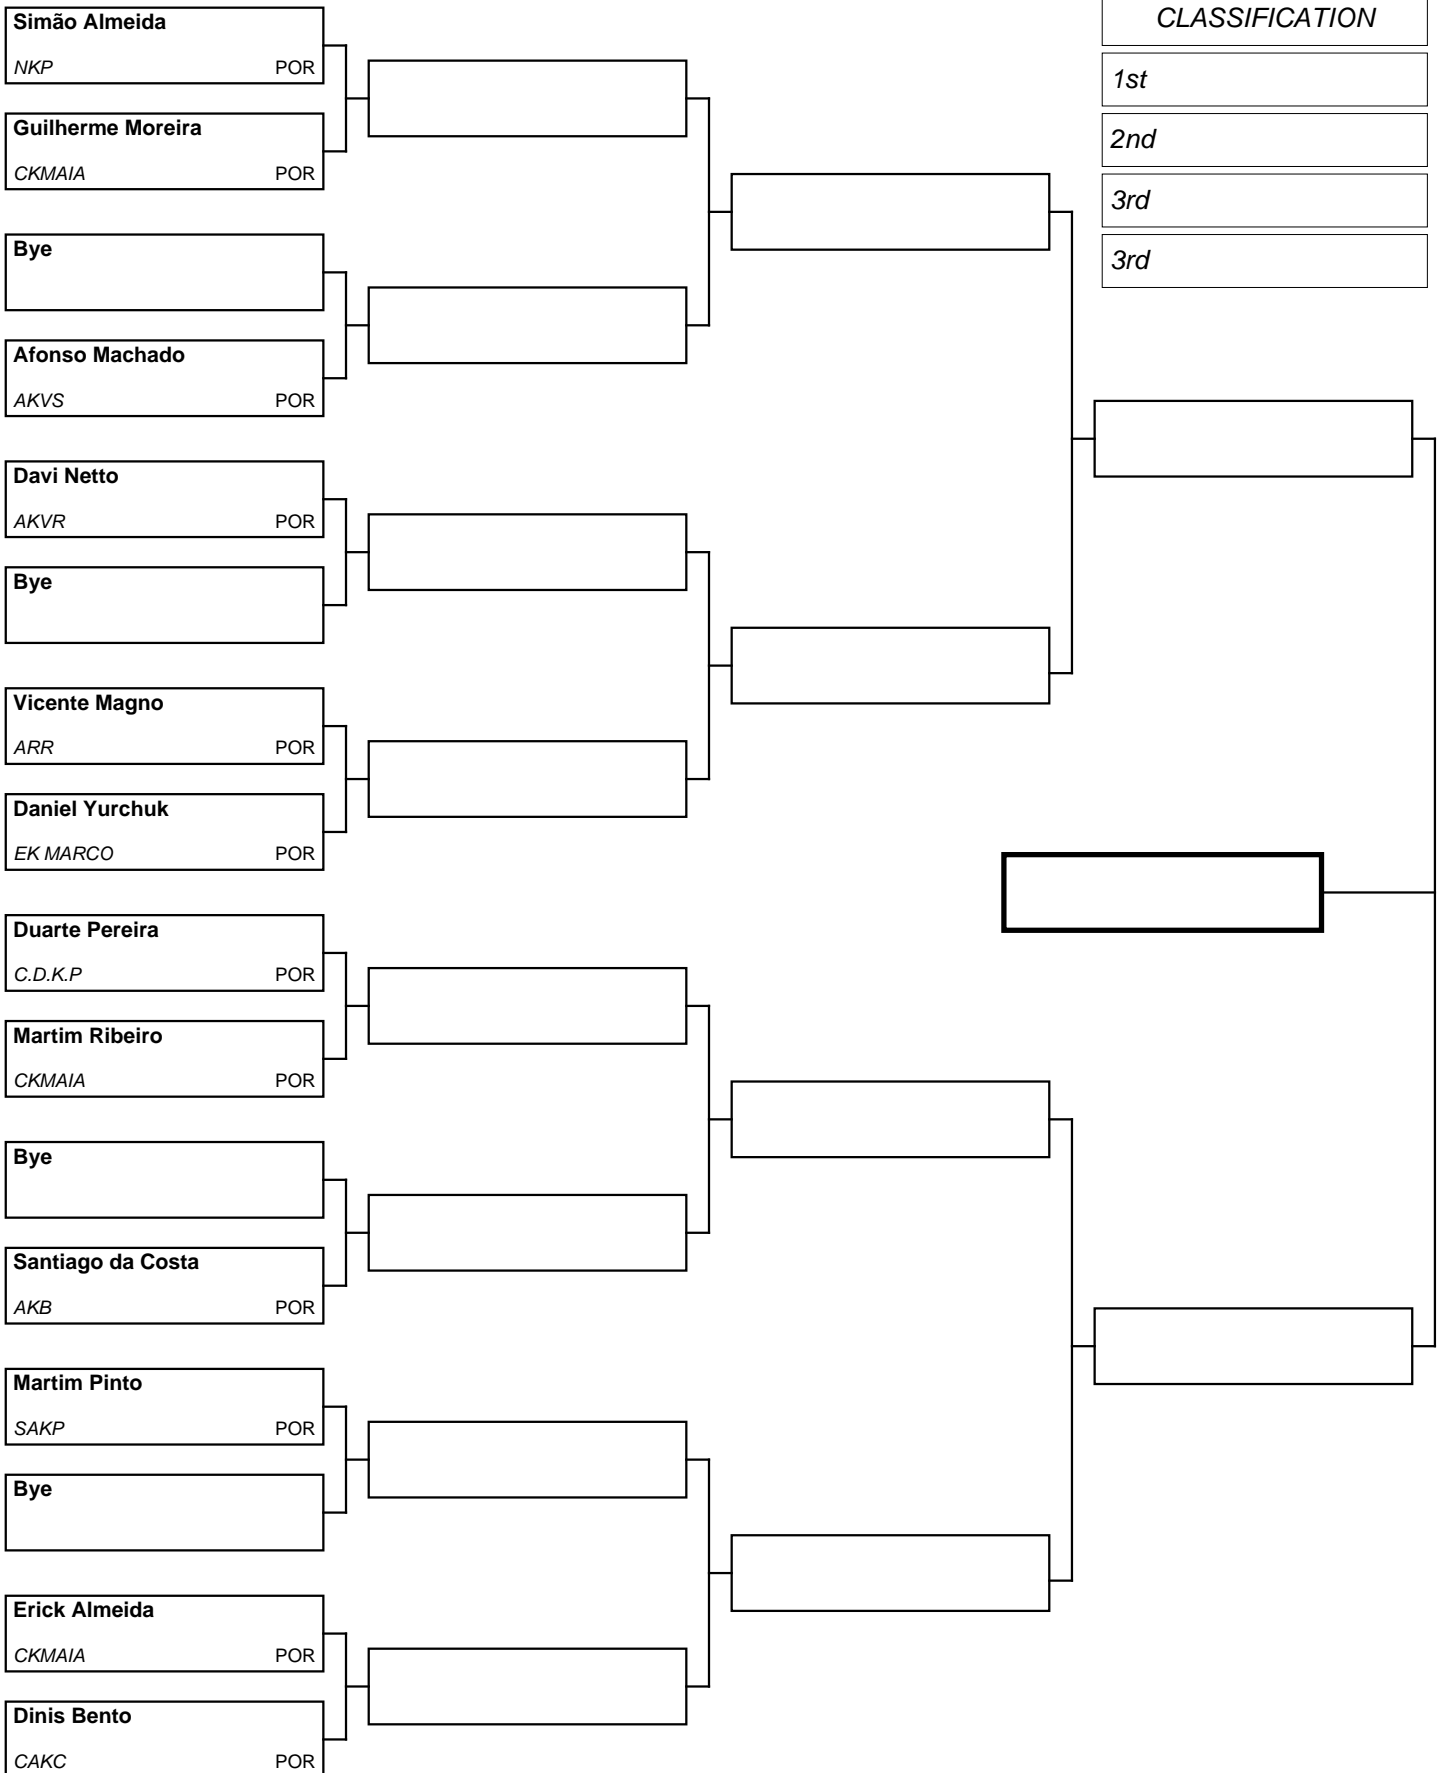 Simão Almeida
NKP POR
Guilherme Moreira
CKMAIA POR
Bye
Afonso Machado
AKVS POR
Davi Netto
AKVR POR
Bye
Vicente Magno
ARR POR
Daniel Yurchuk
EK MARCO POR
Duarte Pereira
C.D.K.P POR
Martim Ribeiro
CKMAIA POR
Bye
Santiago da Costa
AKB POR
Martim Pinto
SAKP POR
Bye
Erick Almeida
CKMAIA POR
Dinis Bento
CAKC POR
CLASSIFICATION
1st
2nd
3rd
3rd